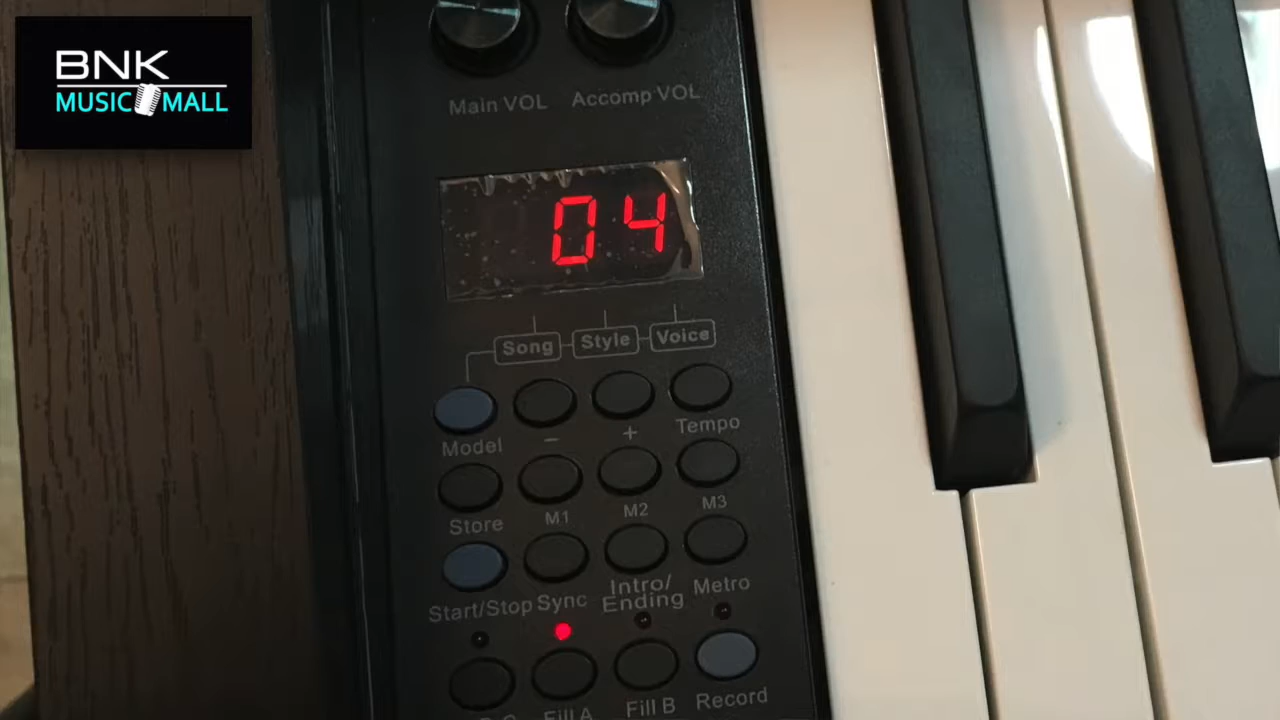 BNK
MUSIC MALL
Main VOL Accomp VOL
04
Song Style Voice
Model - + Tempo
Store M1 M2 M3
Start/Stop Sync Intro/
Ending Metro
Fill A Fill B Record